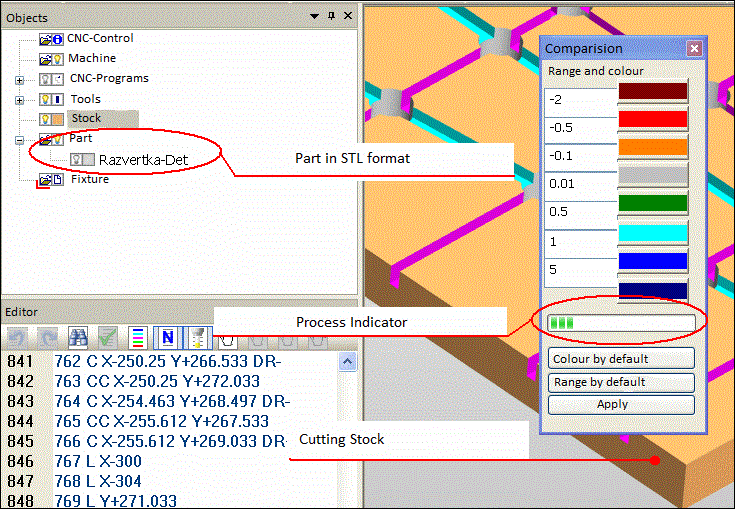 Objects
CNC-Control
Machine
CNC-Programs
Tools
Stock
Part
Razvertka-Det
Fixture
Part in STL format
Comparision
Range and colour
-2
-0.5
-0.1
0.01
0.5
1
5
Process Indicator
Colour by default
Range by default
Apply
Editor
N
841 762 C X-250.25 Y+266.533 DR-
842 763 CC X-250.25 Y+272.033
843 764 C X-254.463 Y+268.497 DR-
844 765 CC X-255.612 Y+267.533
845 766 C X-255.612 Y+269.033 DR-
846 767 L X-300
847 768 L X-304
848 769 L Y+271.033
Cutting Stock